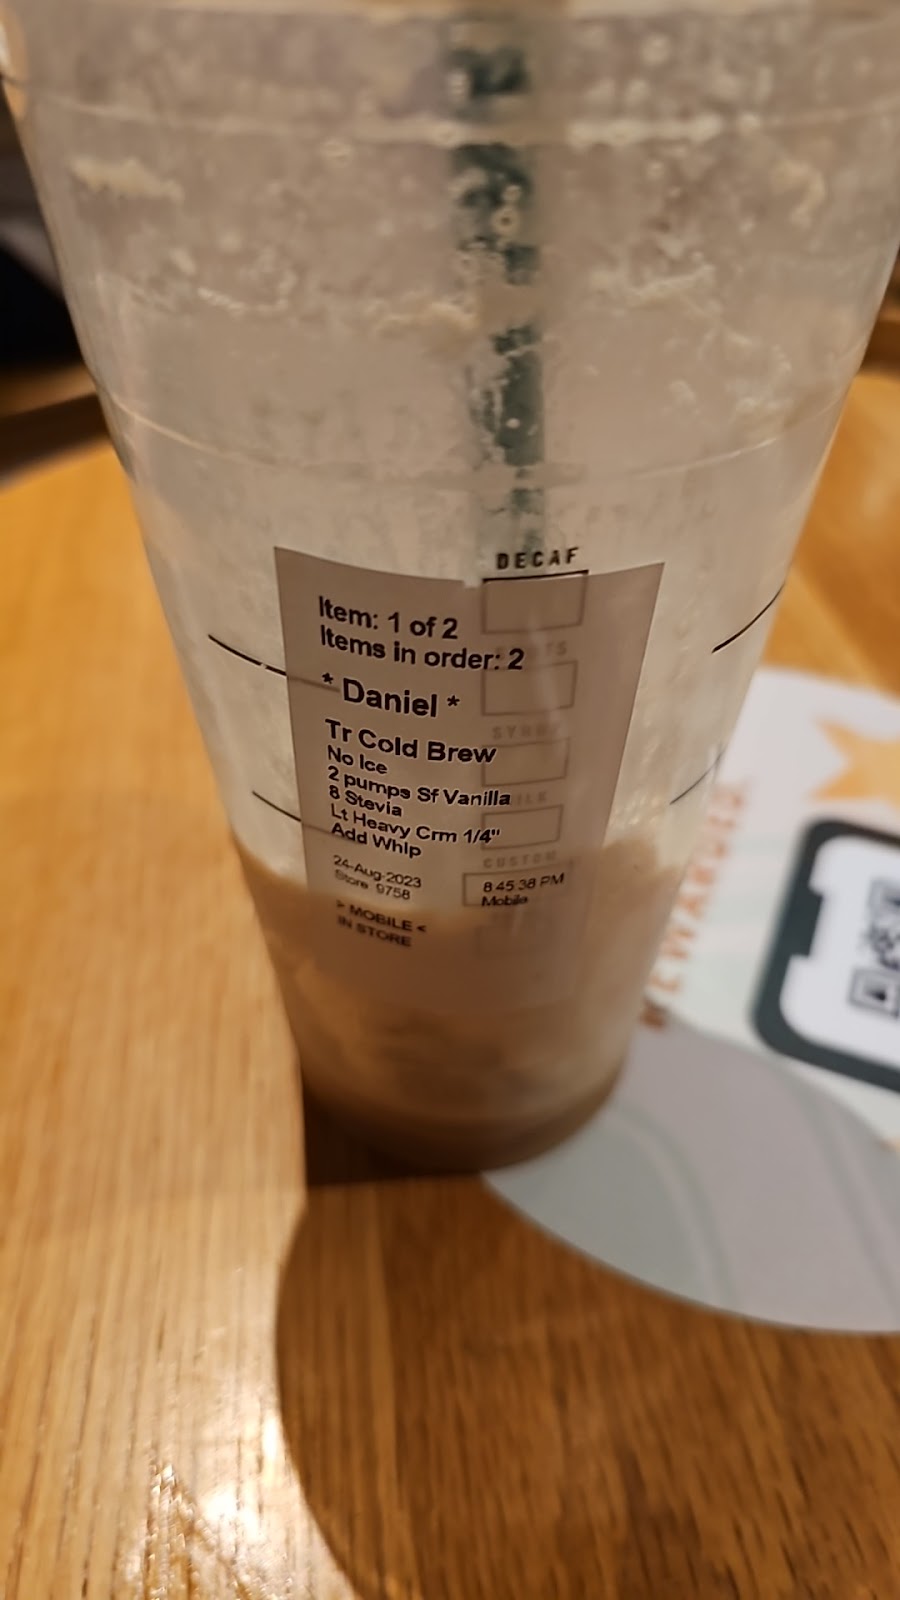 DECAF
Item: 1 of 2
Items in order: 2
* Daniel *
Tr Cold Brew
No Ice
2 pumps Sf Vanilla
8 Stevia
Lt Heavy Crm 1/4"
Add Whip
24-Aug-2023
8:45:38 PM
Store 9758
Mobile
> MOBILE <
IN STORE
CUSTOM